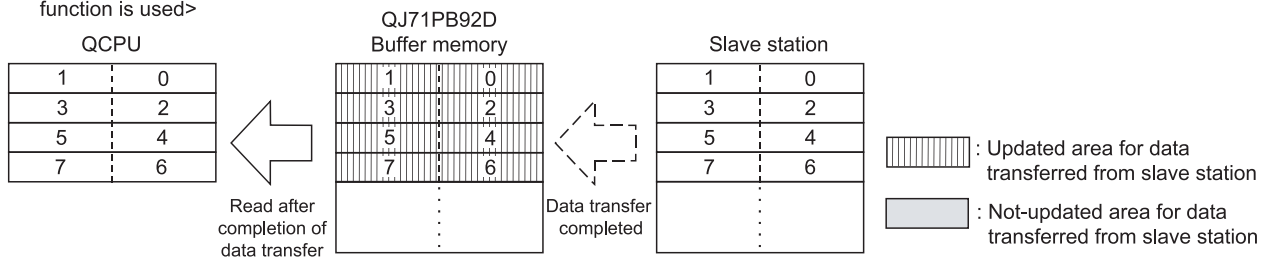 function is used>
QCPU
1 0
3 2
5 4
7 6
Read after
completion of
data transfer
QJ71PB92D
Buffer memory
1 0
3 2
5 4
7 6
Data transfer
completed
Slave station
1 0
3 2
5 4
7 6
: Updated area for data
transferred from slave station
: Not-updated area for data
transferred from slave station